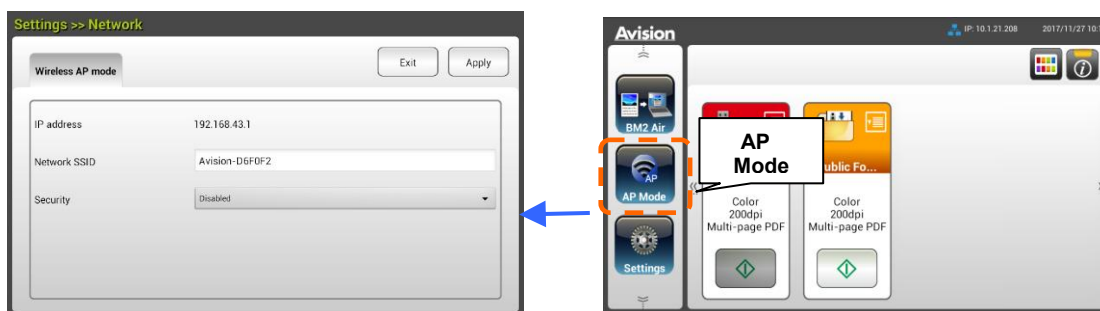 Settings >> Network
Wireless AP mode
Exit
Apply
IP address
192.168.43.1
Network SSID
Avision-D6F0F2
Security
Disabled
Avision
IP: 10.1.21.208
2017/11/27 10:
BM2 Air
AP
AP Mode
Settings
AP
Mode
ublic Fo...
Color
200dpi
Multi-page PDF
Color
200dpi
Multi-page PDF